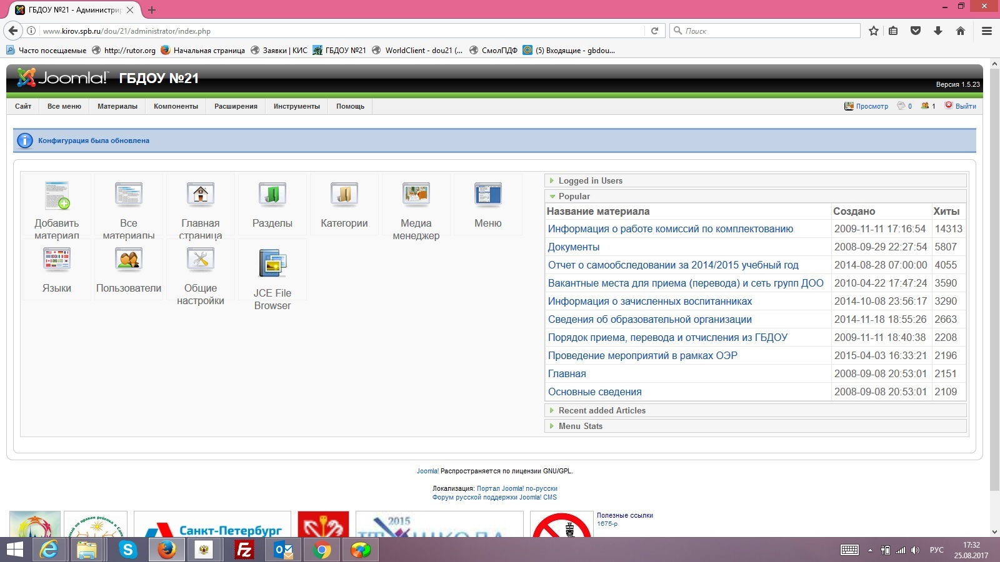 ГБДОУ №21 - Администрир
www.kirov.spb.ru/dou/21/administrator/index.php
Поиск
Часто посещаемые http://rutor.org Начальная страница Заявки | КИС ГБДОУ №21 WorldClient - dou21 (... СмолПДФ (5) Входящие - gbdou...
Joomla! ГБДОУ №21
Версия 1.5.23
Сайт Все меню Материалы Компоненты Расширения Инструменты Помощь Просмотр 0 1 Выйти
Конфигурация была обновлена
Добавить материал
Все материалы
Главная страница
Разделы
Категории
Медиа менеджер
Меню
Языки
Пользователи
Общие настройки
JCE File Browser
Logged in Users
Popular
Название материала Создано Хиты
Информация о работе комиссий по комплектованию 2009-11-11 17:16:54 14313
Документы 2008-09-29 22:27:54 5807
Отчет о самообследовании за 2014/2015 учебный год 2014-08-28 07:00:00 4055
Вакантные места для приема (перевода) и сеть групп ДОО 2010-04-22 17:47:24 3590
Информация о зачисленных воспитанниках 2014-10-08 23:56:17 3290
Сведения об образовательной организации 2014-11-18 18:55:26 2663
Порядок приема, перевода и отчисления из ГБДОУ 2009-11-11 18:40:38 2208
Проведение мероприятий в рамках ОЭР 2015-04-03 16:33:21 2196
Главная 2008-09-08 20:53:01 2151
Основные сведения 2008-09-08 20:53:01 2109
Recent added Articles
Menu Stats
Joomla! Распространяется по лицензии GNU/GPL.
Локализация: Портал Joomla! по-русски
Форум русской поддержки Joomla! CMS
по правам ребенка в
Санкт-Петербург
2015
Полезные ссылки
1675-р
РУС
17:32
25.08.2017